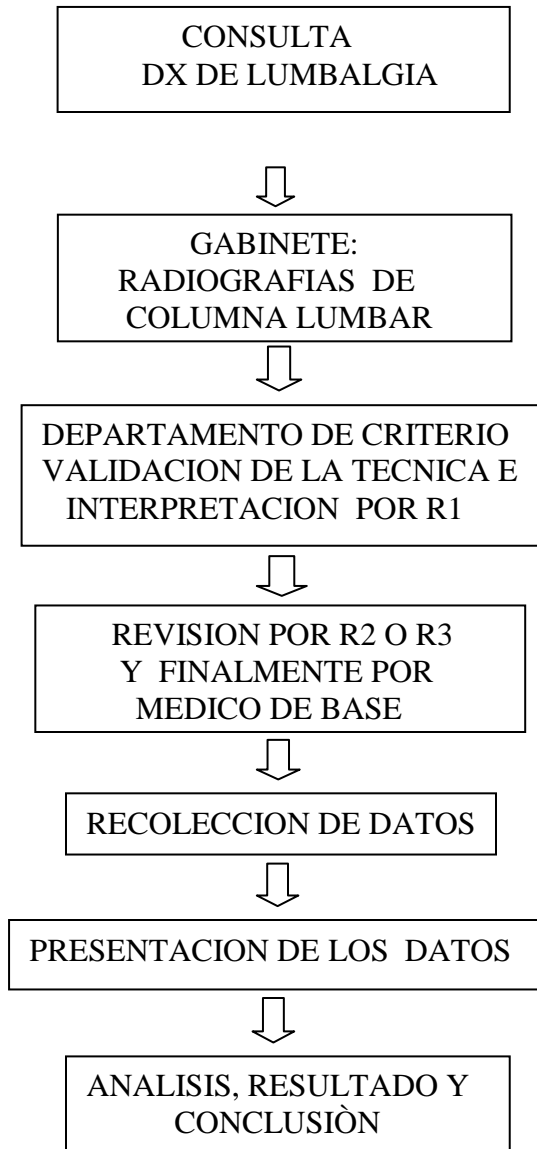 CONSULTA
DX DE LUMBALGIA
GABINETE:
RADIOGRAFIAS DE
COLUMNA LUMBAR
DEPARTAMENTO DE CRITERIO
VALIDACION DE LA TECNICA E
INTERPRETACION POR R1
REVISION POR R2 O R3
Y FINALMENTE POR
MEDICO DE BASE
RECOLECCION DE DATOS
PRESENTACION DE LOS DATOS
ANALISIS, RESULTADO Y
CONCLUSIÒN